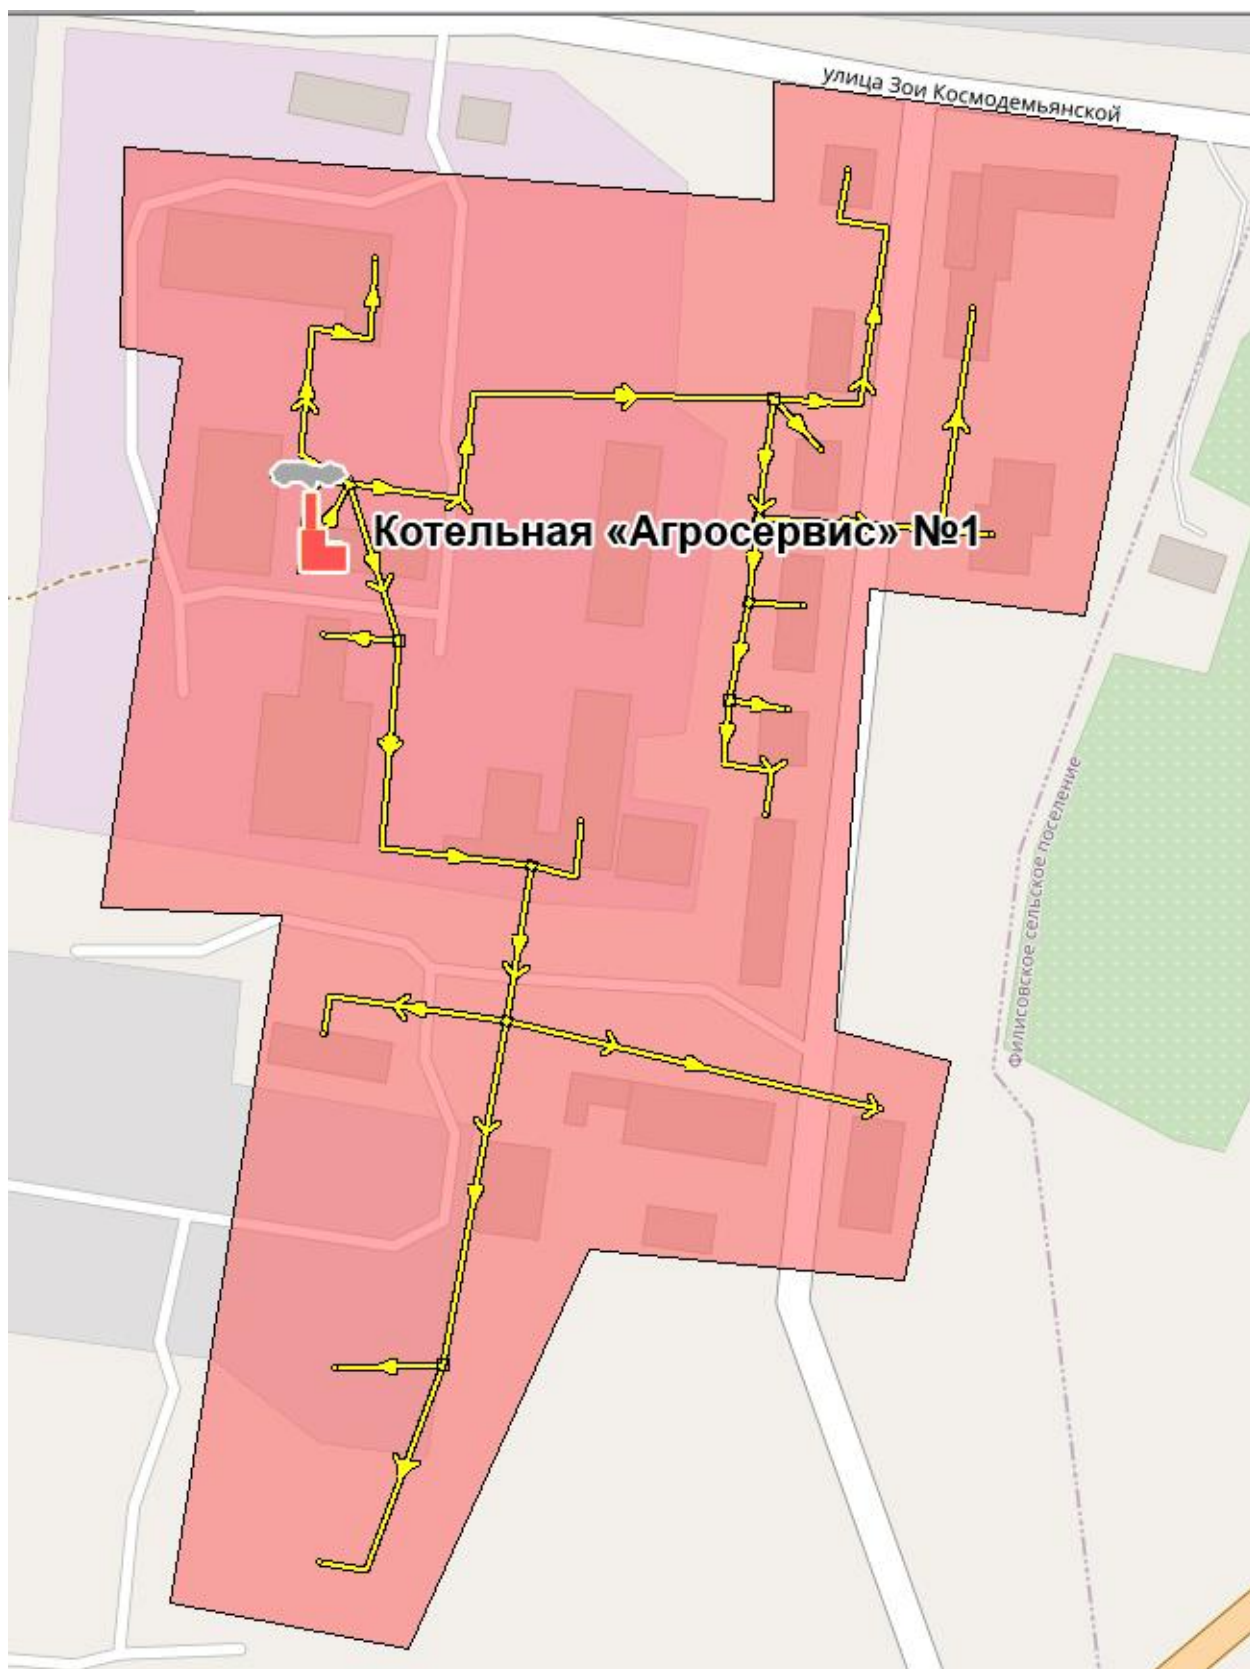 улица Зои Космодемьянской
Котельная «Агросервис» №1
Филисовское сельское поселение